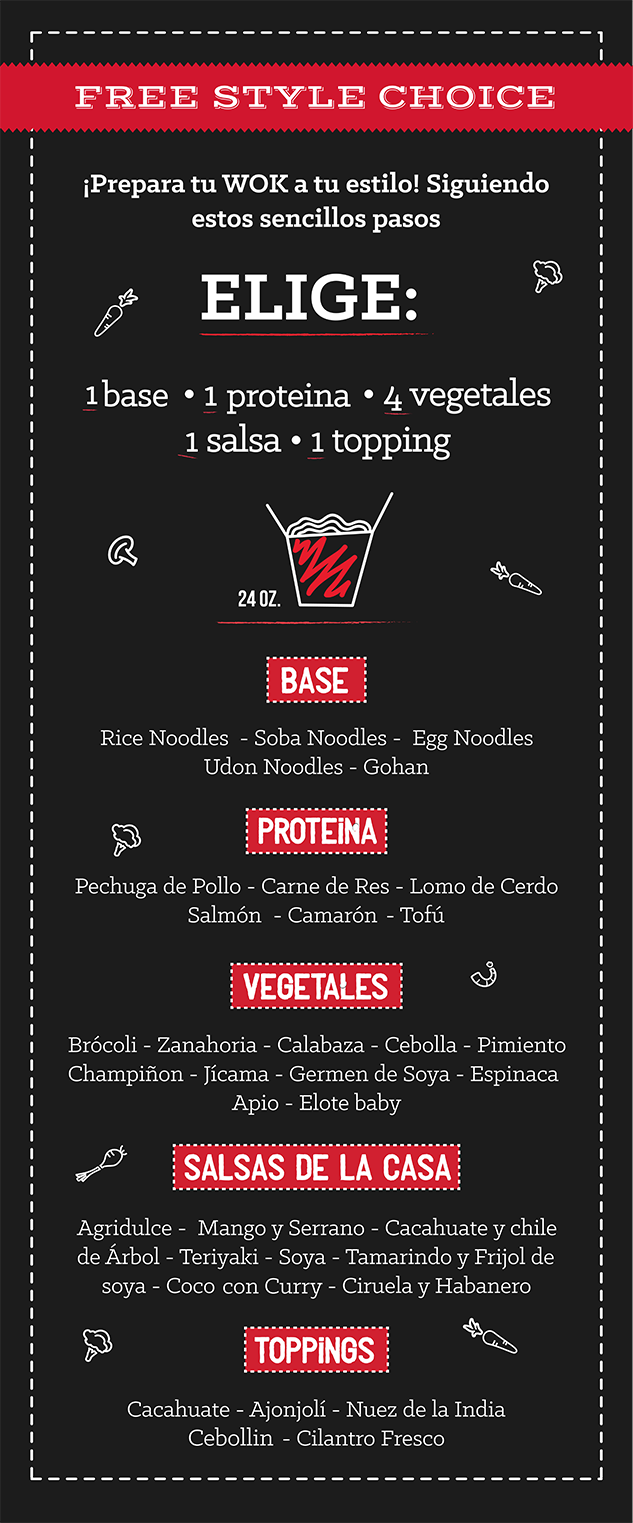 FREE STYLE CHOICE
¡Prepara tu WOK a tu estilo! Siguiendo
estos sencillos pasos
ELIGE:
1 base • 1 proteina • 4 vegetales
1 salsa • 1 topping
24 OZ.
BASE
Rice Noodles - Soba Noodles - Egg Noodles
Udon Noodles - Gohan
PROTEINA
Pechuga de Pollo - Carne de Res - Lomo de Cerdo
Salmón - Camarón - Tofú
VEGETALES
Brócoli - Zanahoria - Calabaza - Cebolla - Pimiento
Champiñon - Jícama - Germen de Soya - Espinaca
Apio - Elote baby
SALSAS DE LA CASA
Agridulce - Mango y Serrano - Cacahuate y chile
de Árbol - Teriyaki - Soya - Tamarindo y Frijol de
soya - Coco con Curry - Ciruela y Habanero
TOPPINGS
Cacahuate - Ajonjolí - Nuez de la India
Cebollin - Cilantro Fresco